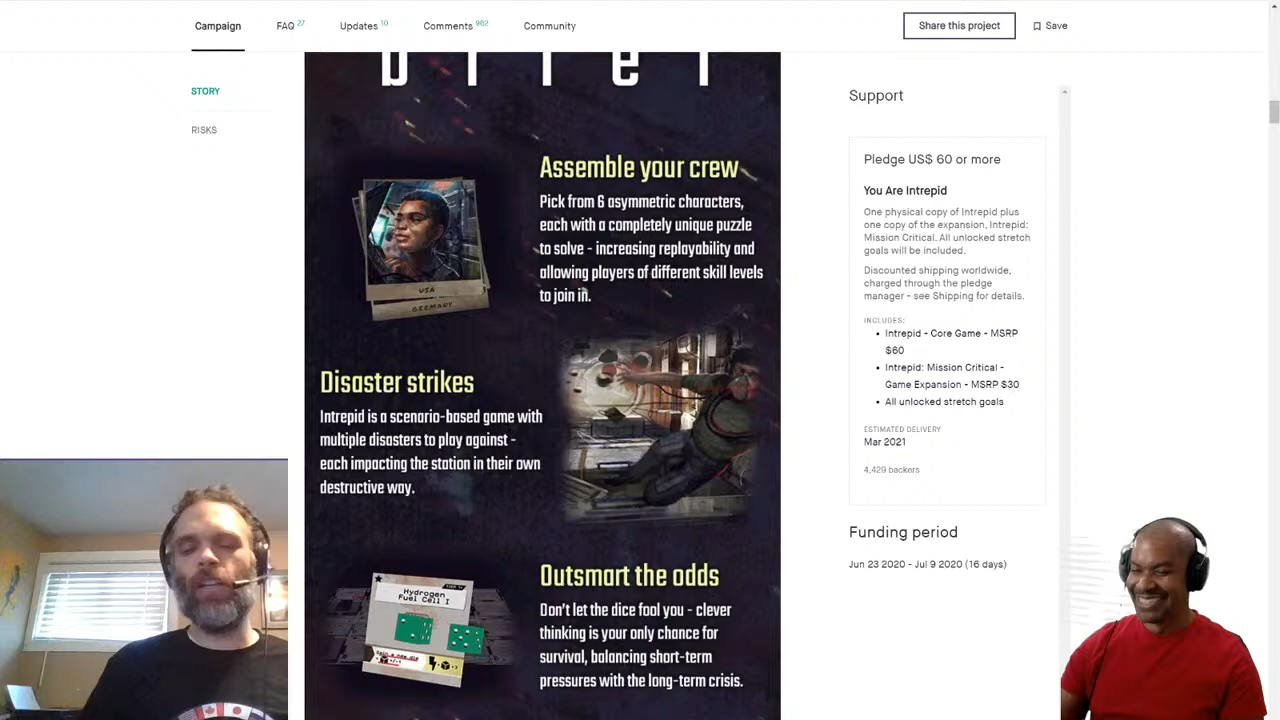 Campaign
FAQ 27
Updates 10
Comments 962
Community
Share this project
Save
STORY
RISKS
brief
Assemble your crew
Pick from 6 asymmetric characters,
each with a completely unique puzzle
to solve - increasing replayability and
allowing players of different skill levels
to join in.
USA
GERMANY
Disaster strikes
Intrepid is a scenario-based game with
multiple disasters to play against -
each impacting the station in their own
destructive way.
Hydrogen
Fuel Cell I
Gain a new die
Outsmart the odds
Don't let the dice fool you - clever
thinking is your only chance for
survival, balancing short-term
pressures with the long-term crisis.
Support
Pledge US$ 60 or more
You Are Intrepid
One physical copy of Intrepid plus
one copy of the expansion, Intrepid:
Mission Critical. All unlocked stretch
goals will be included.
Discounted shipping worldwide,
charged through the pledge
manager - see Shipping for details.
INCLUDES:
• Intrepid - Core Game - MSRP
$60
• Intrepid: Mission Critical -
Game Expansion - MSRP $30
• All unlocked stretch goals
ESTIMATED DELIVERY
Mar 2021
4,429 backers
Funding period
Jun 23 2020 - Jul 9 2020 (16 days)